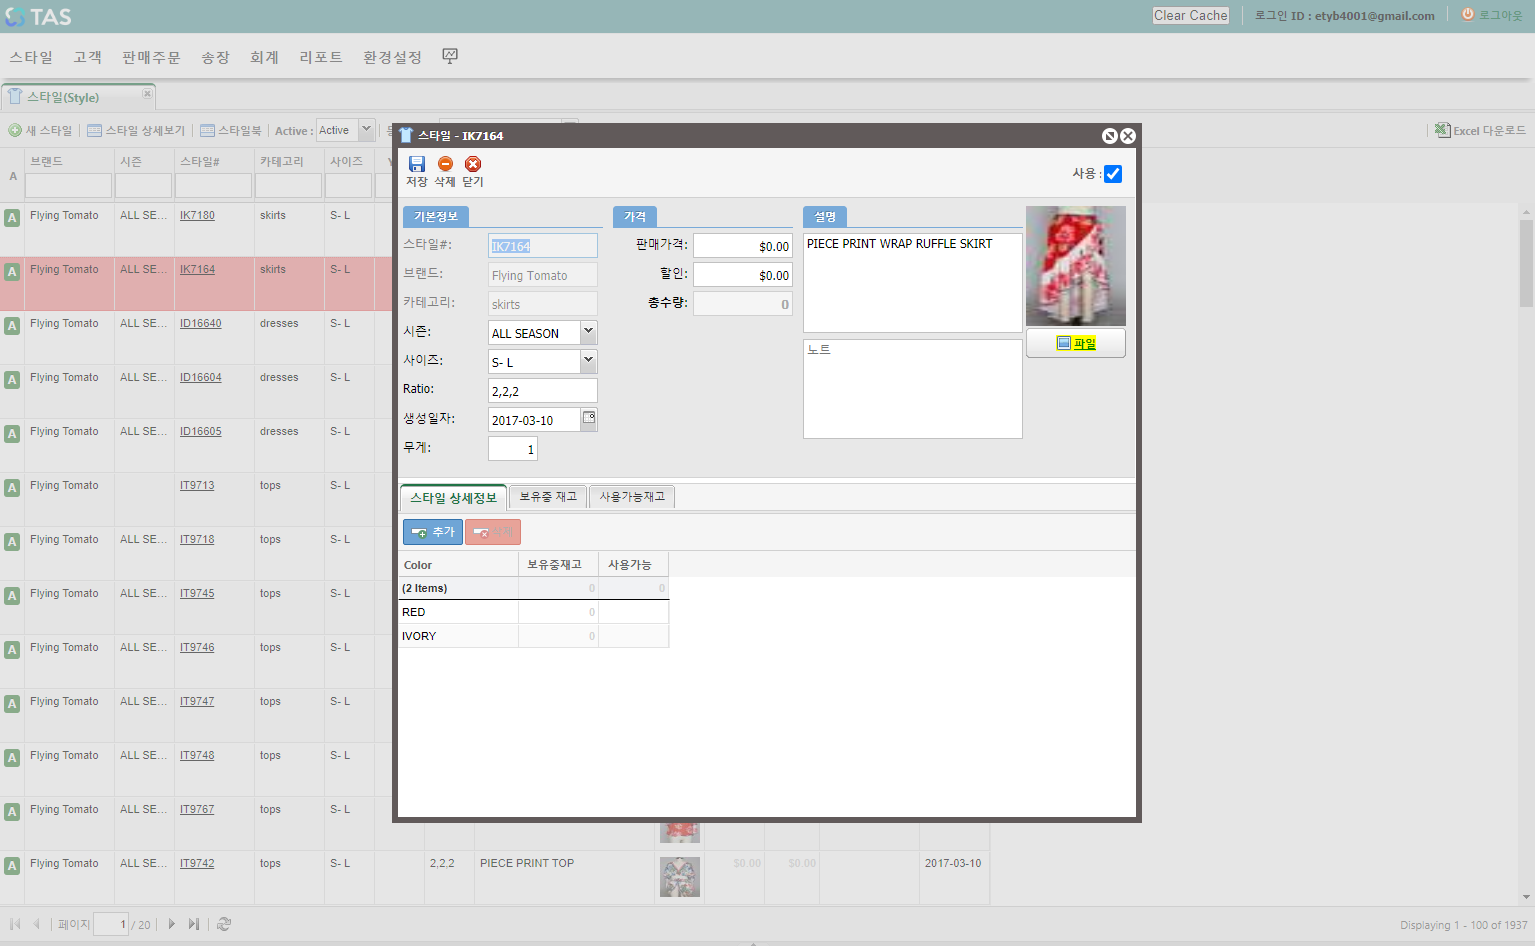 TAS
Clear Cache
로그인 ID : etyb4001@gmail.com
로그아웃
스타일 고객 판매주문 송장 회계 리포트 환경설정
스타일(Style)
새 스타일 스타일 상세보기 스타일북 Active : Active
Excel 다운로드
A 브랜드 시즌 스타일# 카테고리 사이즈
A Flying Tomato ALL SE... IK7180 skirts S- L
A Flying Tomato ALL SE... IK7164 skirts S- L
A Flying Tomato ALL SE... ID16640 dresses S- L
A Flying Tomato ALL SE... ID16604 dresses S- L
A Flying Tomato ALL SE... ID16605 dresses S- L
A Flying Tomato IT9713 tops S- L
A Flying Tomato ALL SE... IT9718 tops S- L
A Flying Tomato ALL SE... IT9745 tops S- L
A Flying Tomato ALL SE... IT9746 tops S- L
A Flying Tomato ALL SE... IT9747 tops S- L
A Flying Tomato ALL SE... IT9748 tops S- L
A Flying Tomato ALL SE... IT9767 tops S- L
A Flying Tomato ALL SE... IT9742 tops S- L 2,2,2 PIECE PRINT TOP $0.00 $0.00 2017-03-10
페이지 1 / 20
Displaying 1 - 100 of 1937
스타일 - IK7164
저장 삭제 닫기
사용 :
기본정보
스타일#: IK7164
브랜드: Flying Tomato
카테고리: skirts
시즌: ALL SEASON
사이즈: S- L
Ratio: 2,2,2
생성일자: 2017-03-10
무게: 1
가격
판매가격: $0.00
할인: $0.00
총수량: 0
설명
PIECE PRINT WRAP RUFFLE SKIRT
노트
파일
스타일 상세정보 보유중 재고 사용가능재고
추가 삭제
Color 보유중재고 사용가능
(2 Items) 0 0
RED 0
IVORY 0